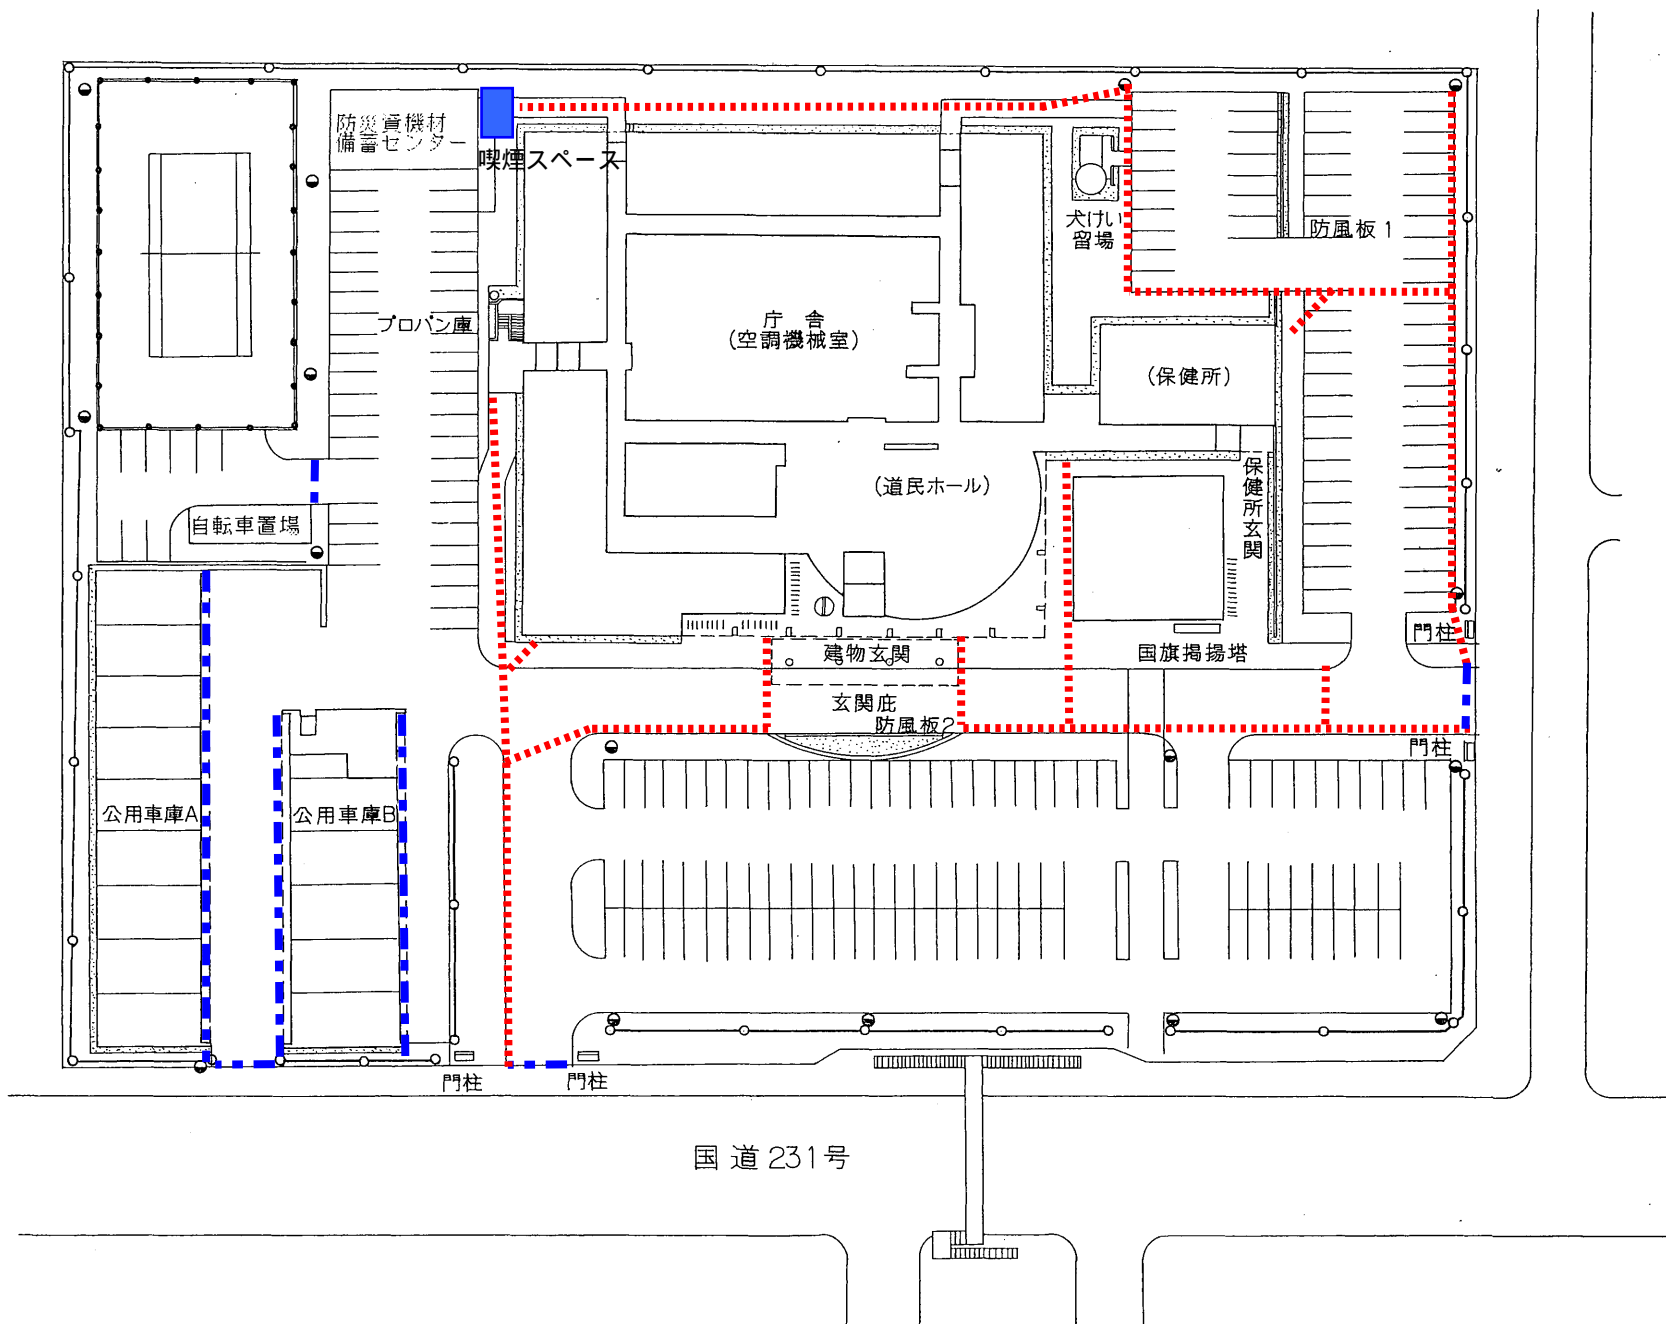 防災資機材
備蓄センター
喫煙スペース
犬けい
留場
防風板1
プロパン庫
庁舎
(空調機械室)
(保健所)
(道民ホール)
保健所玄関
自転車置場
建物玄関
国旗掲揚塔
門柱
玄関庇
防風板2
門柱
公用車庫A
公用車庫B
門柱
門柱
国道231号